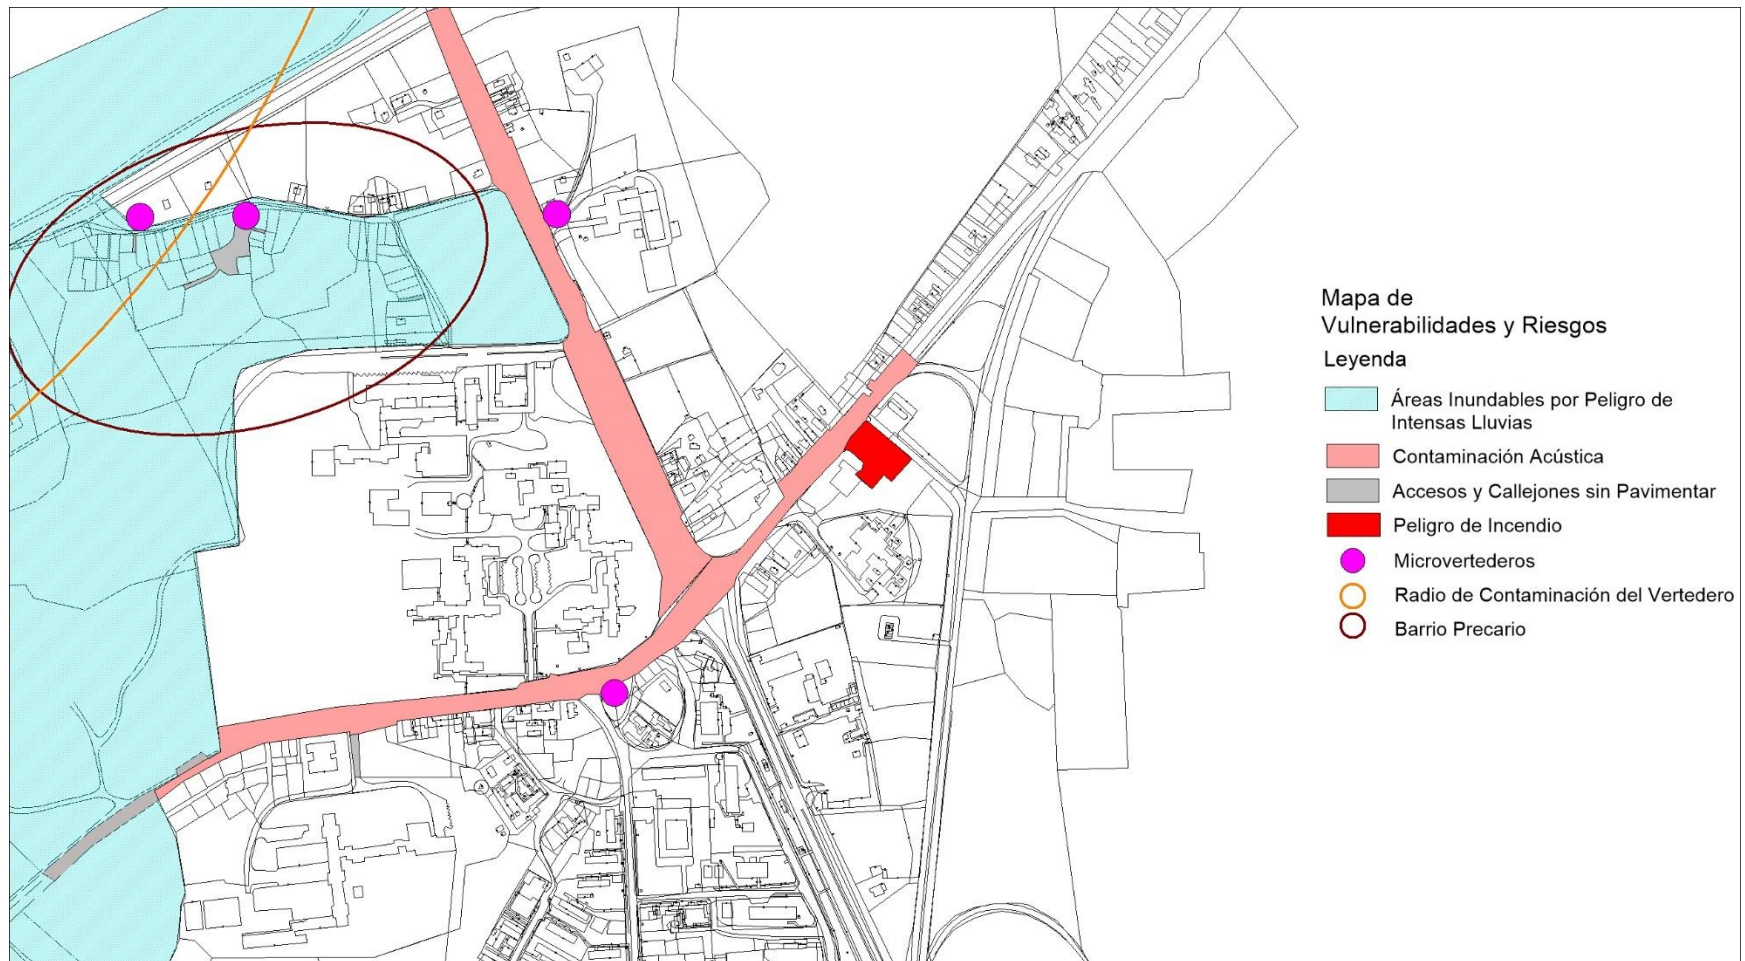 Mapa de
Vulnerabilidades y Riesgos
Leyenda
Áreas Inundables por Peligro de
Intensas Lluvias
Contaminación Acústica
Accesos y Callejones sin Pavimentar
Peligro de Incendio
Microvertederos
Radio de Contaminación del Vertedero
Barrio Precario